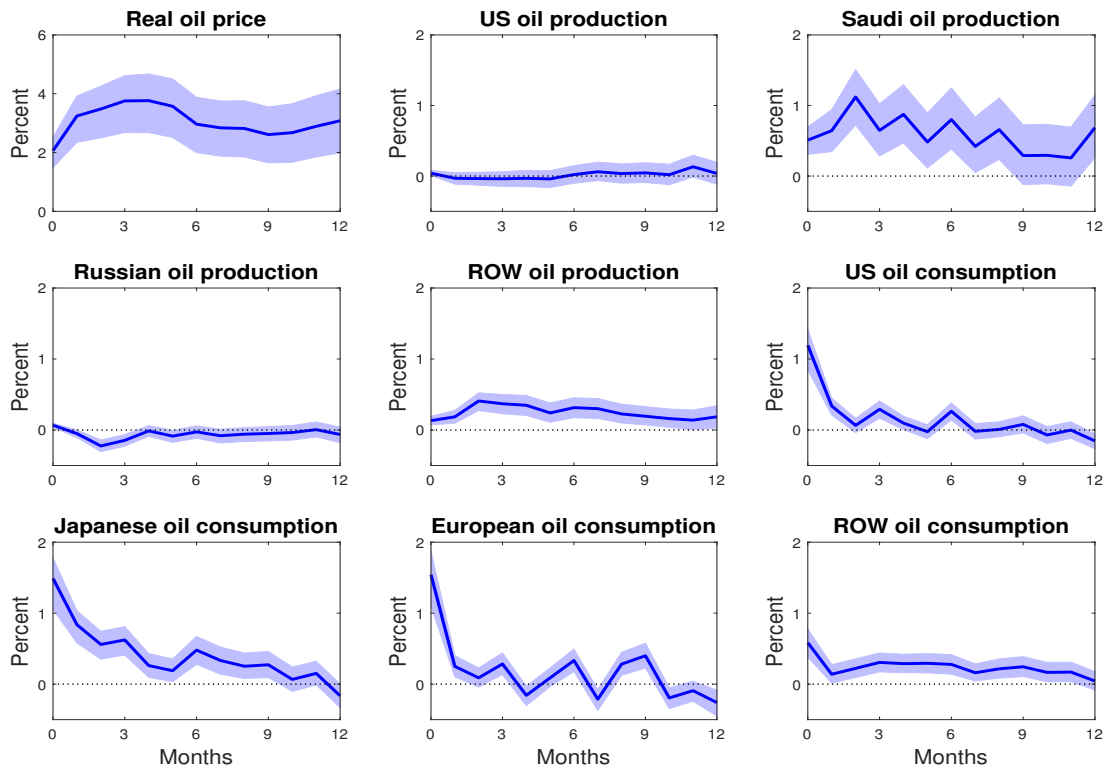 Real oil price
US oil production
Saudi oil production
6
4
2
0
Percent
0 3 6 9 12
2
1
0
Percent
0 3 6 9 12
2
1
0
Percent
0 3 6 9 12
Russian oil production
ROW oil production
US oil consumption
2
1
0
Percent
0 3 6 9 12
2
1
0
Percent
0 3 6 9 12
2
1
0
Percent
0 3 6 9 12
Japanese oil consumption
European oil consumption
ROW oil consumption
2
1
0
Percent
0 3 6 9 12
Months
2
1
0
Percent
0 3 6 9 12
Months
2
1
0
Percent
0 3 6 9 12
Months